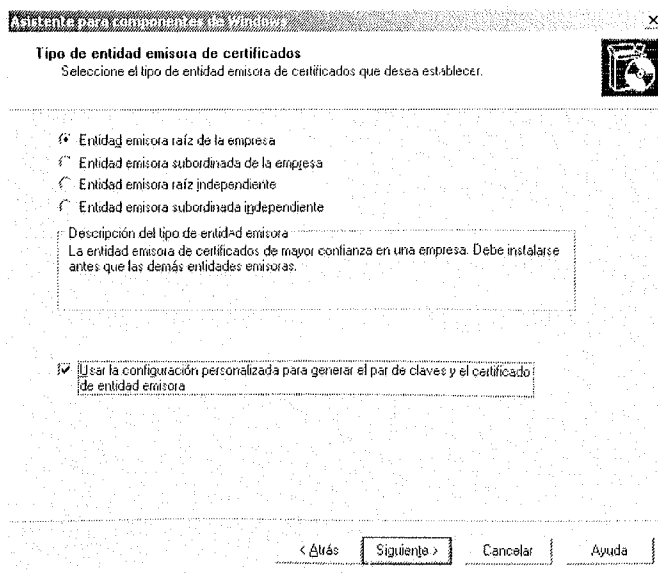 Asistente para componentes de Windows
Tipo de entidad emisora de certificados
Seleccione el tipo de entidad emisora de certificados que desea establecer.
Entidad emisora raíz de la empresa
Entidad emisora subordinada de la empresa
Entidad emisora raíz independiente
Entidad emisora subordinada independiente
Descripción del tipo de entidad emisora
La entidad emisora de certificados de mayor confianza en una empresa. Debe instalarse
antes que las demás entidades emisoras.
Usar la configuración personalizada para generar el par de claves y el certificado
de entidad emisora
< Atrás Siguiente > Cancelar Ayuda